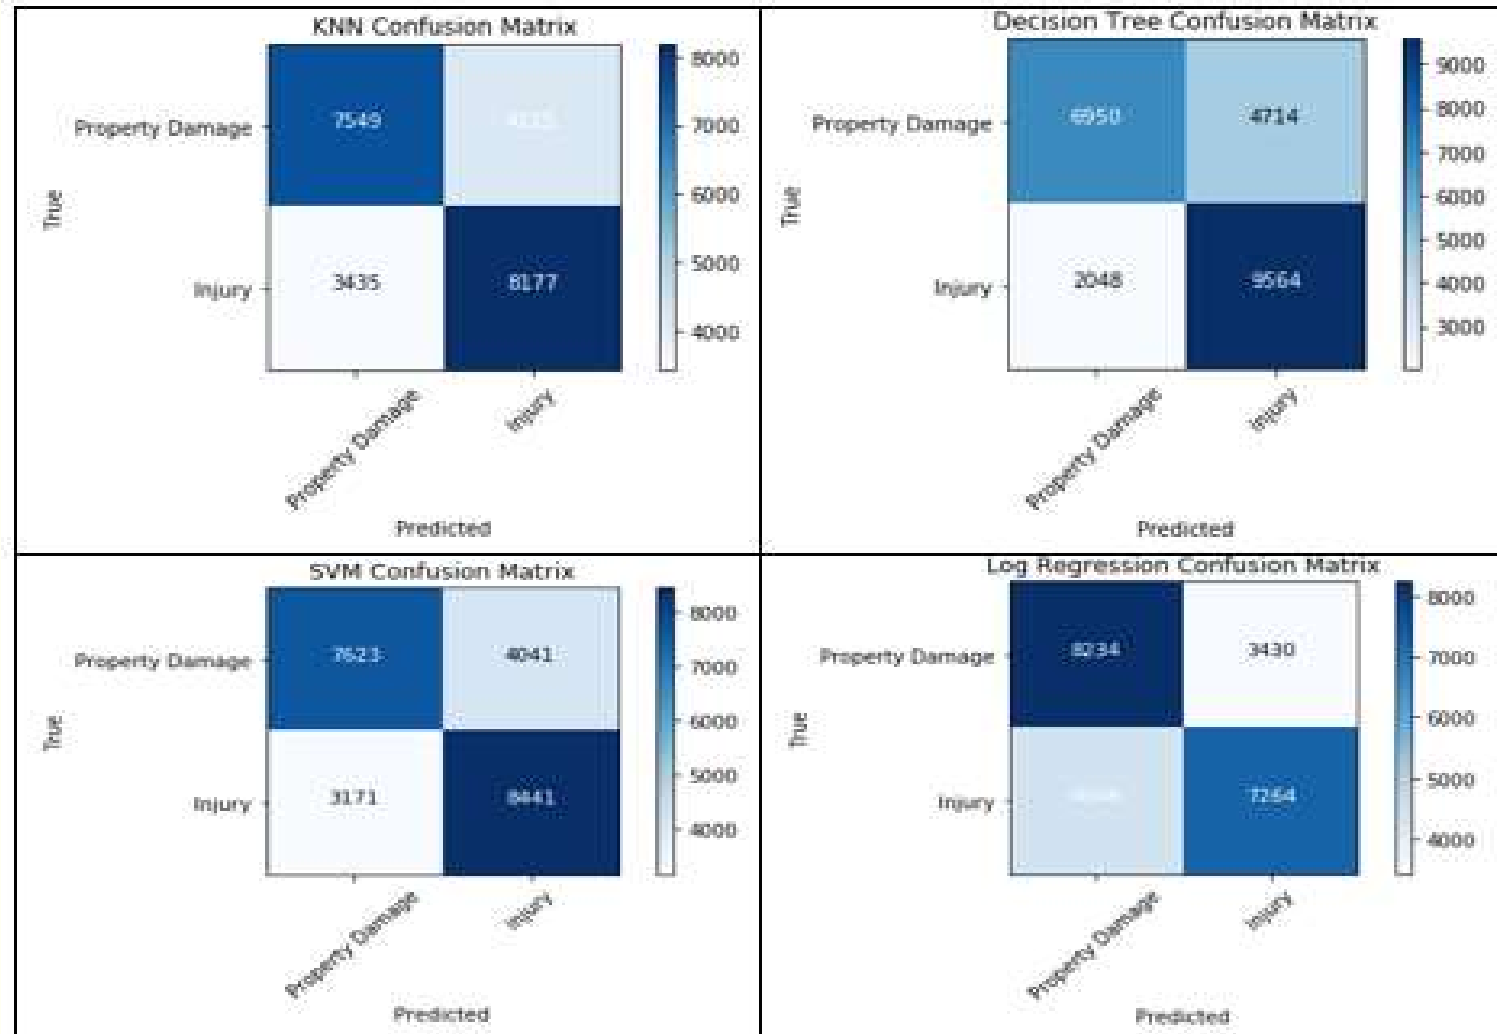 KNN Confusion Matrix
Property Damage
Injury
True
7549
3435 8177
Property Damage
Injury
Predicted
8000
7000
6000
5000
4000
Decision Tree Confusion Matrix
Property Damage
Injury
True
6950 4714
2048 9564
Property Damage
Injury
Predicted
9000
8000
7000
6000
5000
4000
3000
SVM Confusion Matrix
Property Damage
Injury
True
7623 4041
3171 8441
Property Damage
Injury
Predicted
8000
7000
6000
5000
4000
Log Regression Confusion Matrix
Property Damage
Injury
True
8234 3430
7264
Property Damage
Injury
Predicted
8000
7000
6000
5000
4000